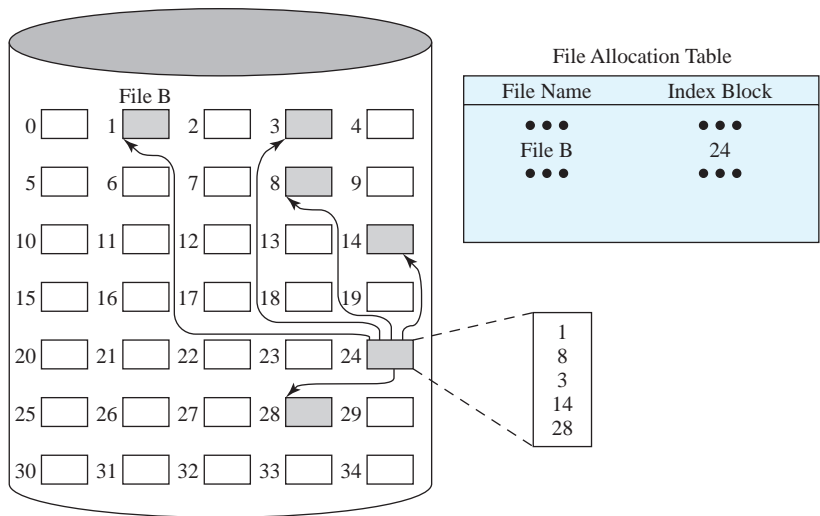 File Allocation Table
File Name Index Block
••• •••
File B 24
••• •••
File B
0 1 2 3 4
5 6 7 8 9
10 11 12 13 14
15 16 17 18 19
20 21 22 23 24
25 26 27 28 29
30 31 32 33 34
1
8
3
14
28